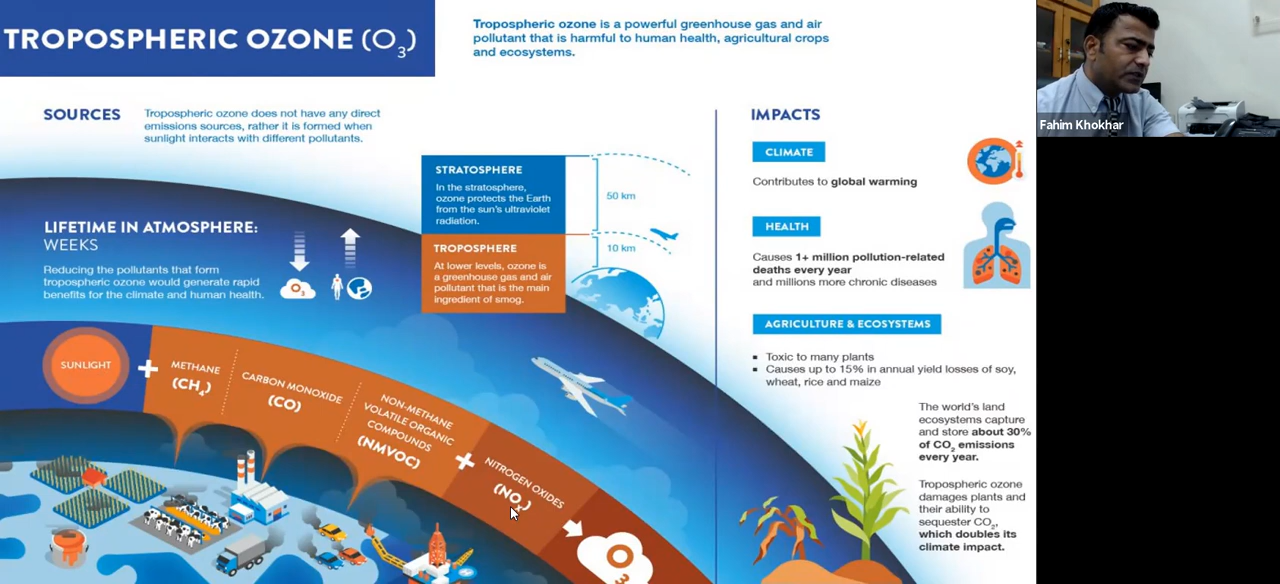 TROPOSPHERIC OZONE (O3)
Tropospheric ozone is a powerful greenhouse gas and air
pollutant that is harmful to human health, agricultural crops
and ecosystems.
SOURCES
Tropospheric ozone does not have any direct
emissions sources, rather it is formed when
sunlight interacts with different pollutants.
LIFETIME IN ATMOSPHERE:
WEEKS
Reducing the pollutants that form
tropospheric ozone would generate rapid
benefits for the climate and human health.
O3
STRATOSPHERE
In the stratosphere,
ozone protects the Earth
from the sun's ultraviolet
radiation.
50 km
TROPOSPHERE
At lower levels, ozone is
a greenhouse gas and air
pollutant that is the main
ingredient of smog.
10 km
SUNLIGHT
+
METHANE
(CH4)
CARBON MONOXIDE
(CO)
NON-METHANE
VOLATILE ORGANIC
COMPOUNDS
(NMVOC)
+
NITROGEN OXIDES
(NOx)
O3
IMPACTS
CLIMATE
Contributes to global warming
HEALTH
Causes 1+ million pollution-related
deaths every year
and millions more chronic diseases
AGRICULTURE & ECOSYSTEMS
▪ Toxic to many plants
▪ Causes up to 15% in annual yield losses of soy,
wheat, rice and maize
The world's land
ecosystems capture
and store about 30%
of CO2 emissions
every year.
Tropospheric ozone
damages plants and
their ability to
sequester CO2,
which doubles its
climate impact.
Fahim Khokhar